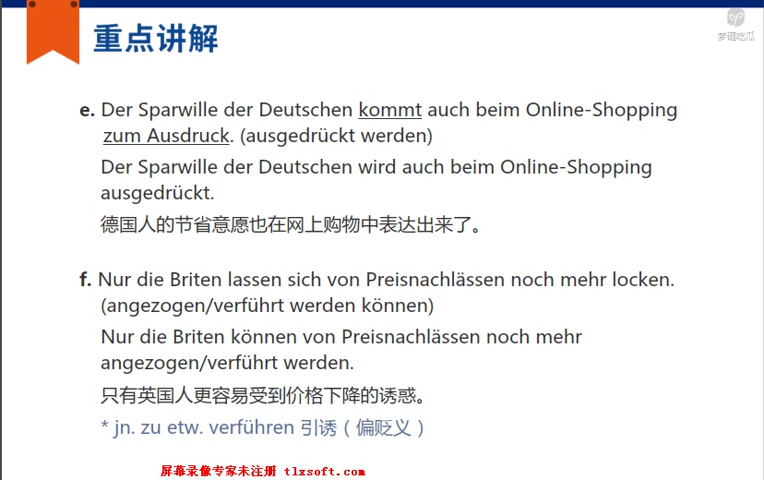 重点讲解
梦砸吃瓜
e. Der Sparwille der Deutschen kommt auch beim Online-Shopping
zum Ausdruck. (ausgedrückt werden)
Der Sparwille der Deutschen wird auch beim Online-Shopping
ausgedrückt.
德国人的节省意愿也在网上购物中表达出来了。
f. Nur die Briten lassen sich von Preisnachlässen noch mehr locken.
(angezogen/verführt werden können)
Nur die Briten können von Preisnachlässen noch mehr
angezogen/verführt werden.
只有英国人更容易受到价格下降的诱惑。
* jn. zu etw. verführen 引诱（偏贬义）
屏幕录像专家未注册 tlxsoft.com